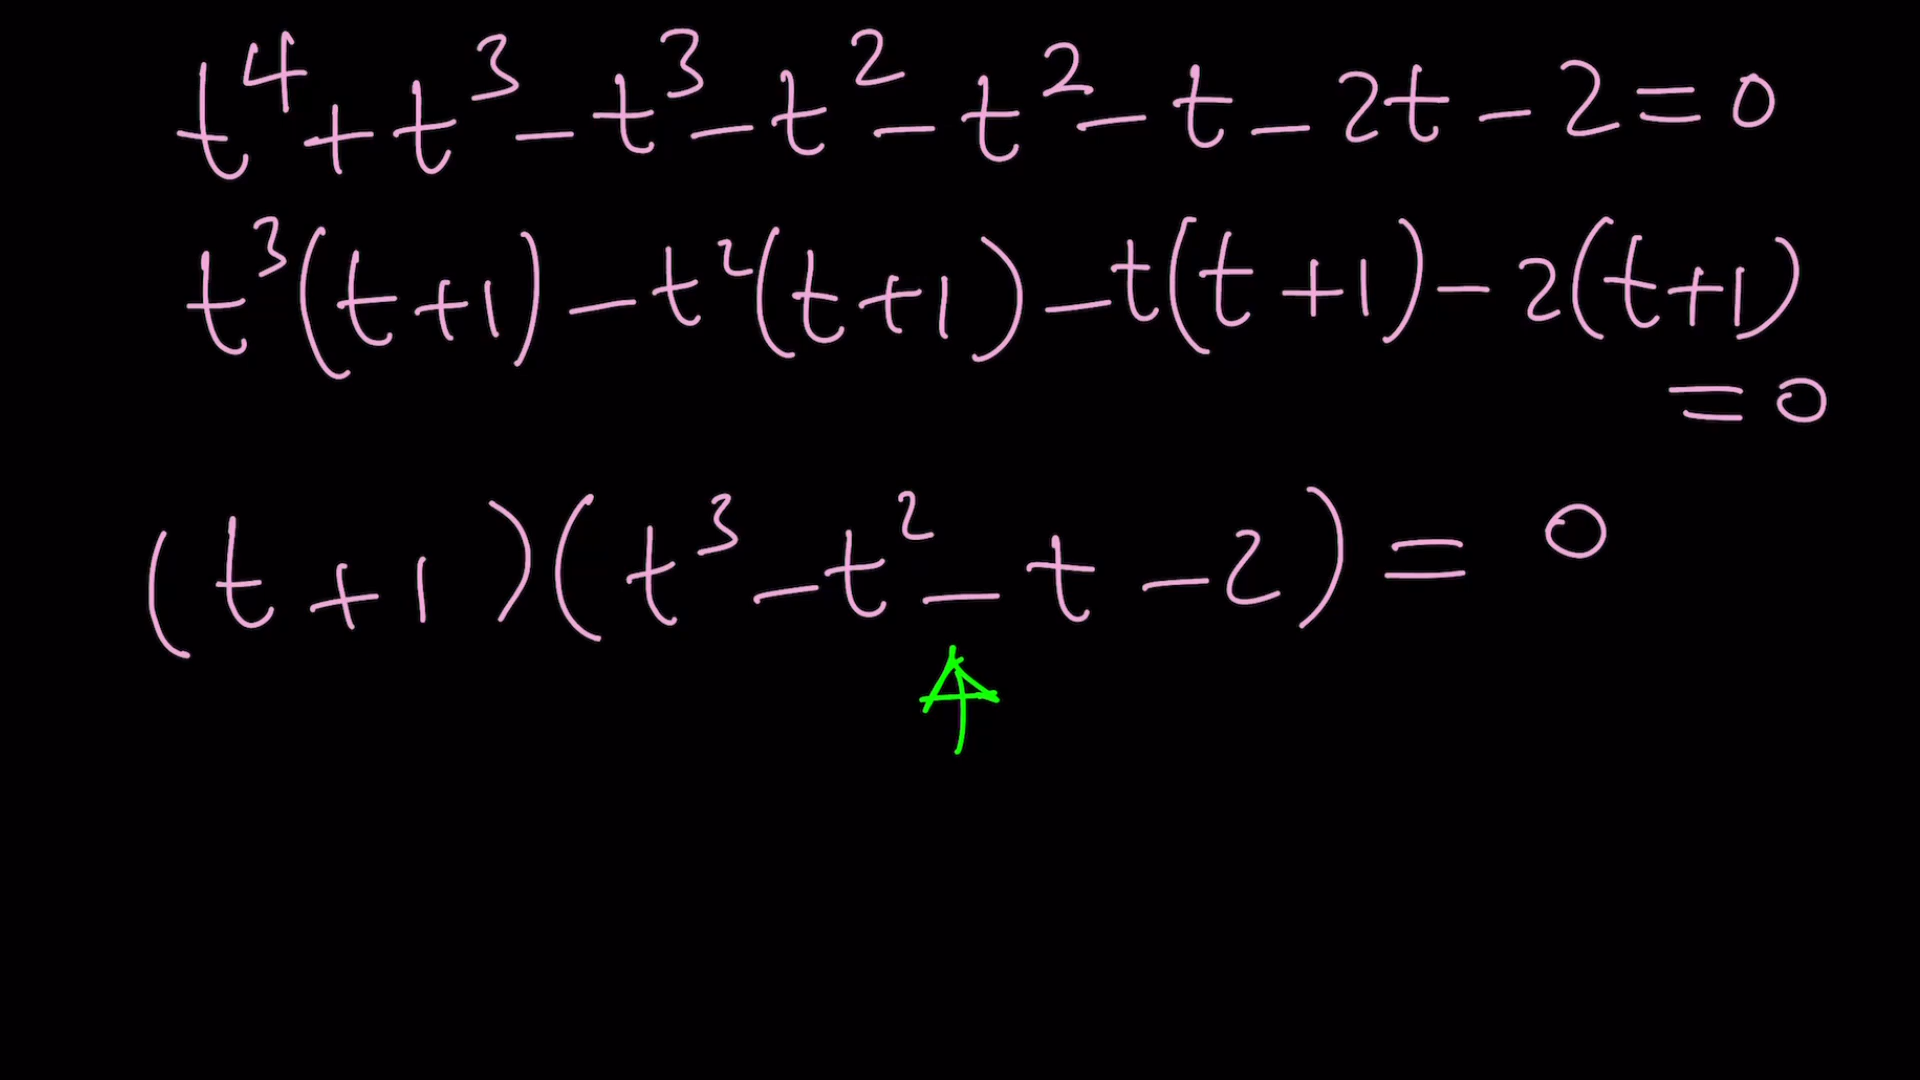 t⁴ + t³ - t³ - t² - t² - t - 2t - 2 = 0
t³(t+1) - t²(t+1) - t(t+1) - 2(t+1)
= 0
(t+1)(t³ - t² - t - 2) = 0